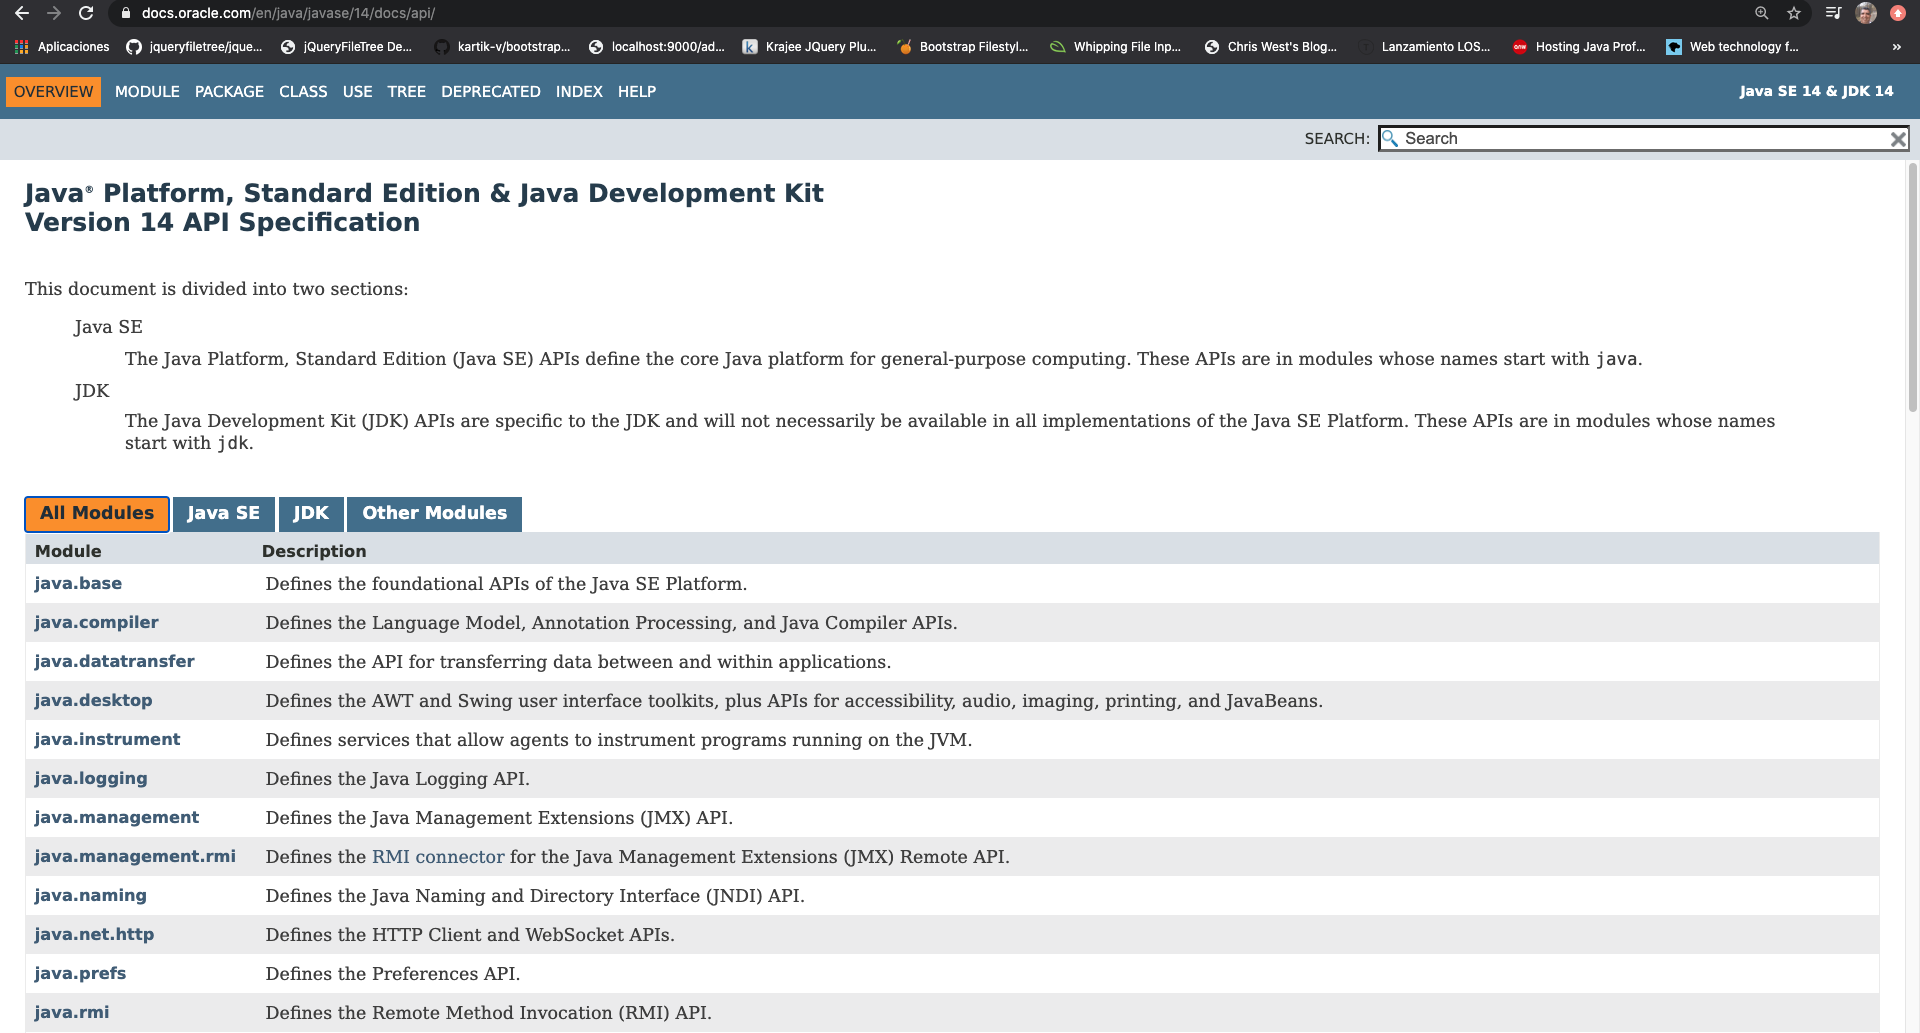 docs.oracle.com/en/java/javase/14/docs/api/
Aplicaciones jqueryfiletree/jque... jQueryFileTree De... kartik-v/bootstrap... localhost:9000/ad... Krajee JQuery Plu... Bootstrap Filestyl... Whipping File Inp... Chris West's Blog... Lanzamiento LOS... Hosting Java Prof... Web technology f... »
OVERVIEW MODULE PACKAGE CLASS USE TREE DEPRECATED INDEX HELP Java SE 14 & JDK 14
SEARCH: Search
Java® Platform, Standard Edition & Java Development Kit
Version 14 API Specification
This document is divided into two sections:
Java SE
The Java Platform, Standard Edition (Java SE) APIs define the core Java platform for general-purpose computing. These APIs are in modules whose names start with java.
JDK
The Java Development Kit (JDK) APIs are specific to the JDK and will not necessarily be available in all implementations of the Java SE Platform. These APIs are in modules whose names
start with jdk.
All Modules Java SE JDK Other Modules
Module Description
java.base Defines the foundational APIs of the Java SE Platform.
java.compiler Defines the Language Model, Annotation Processing, and Java Compiler APIs.
java.datatransfer Defines the API for transferring data between and within applications.
java.desktop Defines the AWT and Swing user interface toolkits, plus APIs for accessibility, audio, imaging, printing, and JavaBeans.
java.instrument Defines services that allow agents to instrument programs running on the JVM.
java.logging Defines the Java Logging API.
java.management Defines the Java Management Extensions (JMX) API.
java.management.rmi Defines the RMI connector for the Java Management Extensions (JMX) Remote API.
java.naming Defines the Java Naming and Directory Interface (JNDI) API.
java.net.http Defines the HTTP Client and WebSocket APIs.
java.prefs Defines the Preferences API.
java.rmi Defines the Remote Method Invocation (RMI) API.